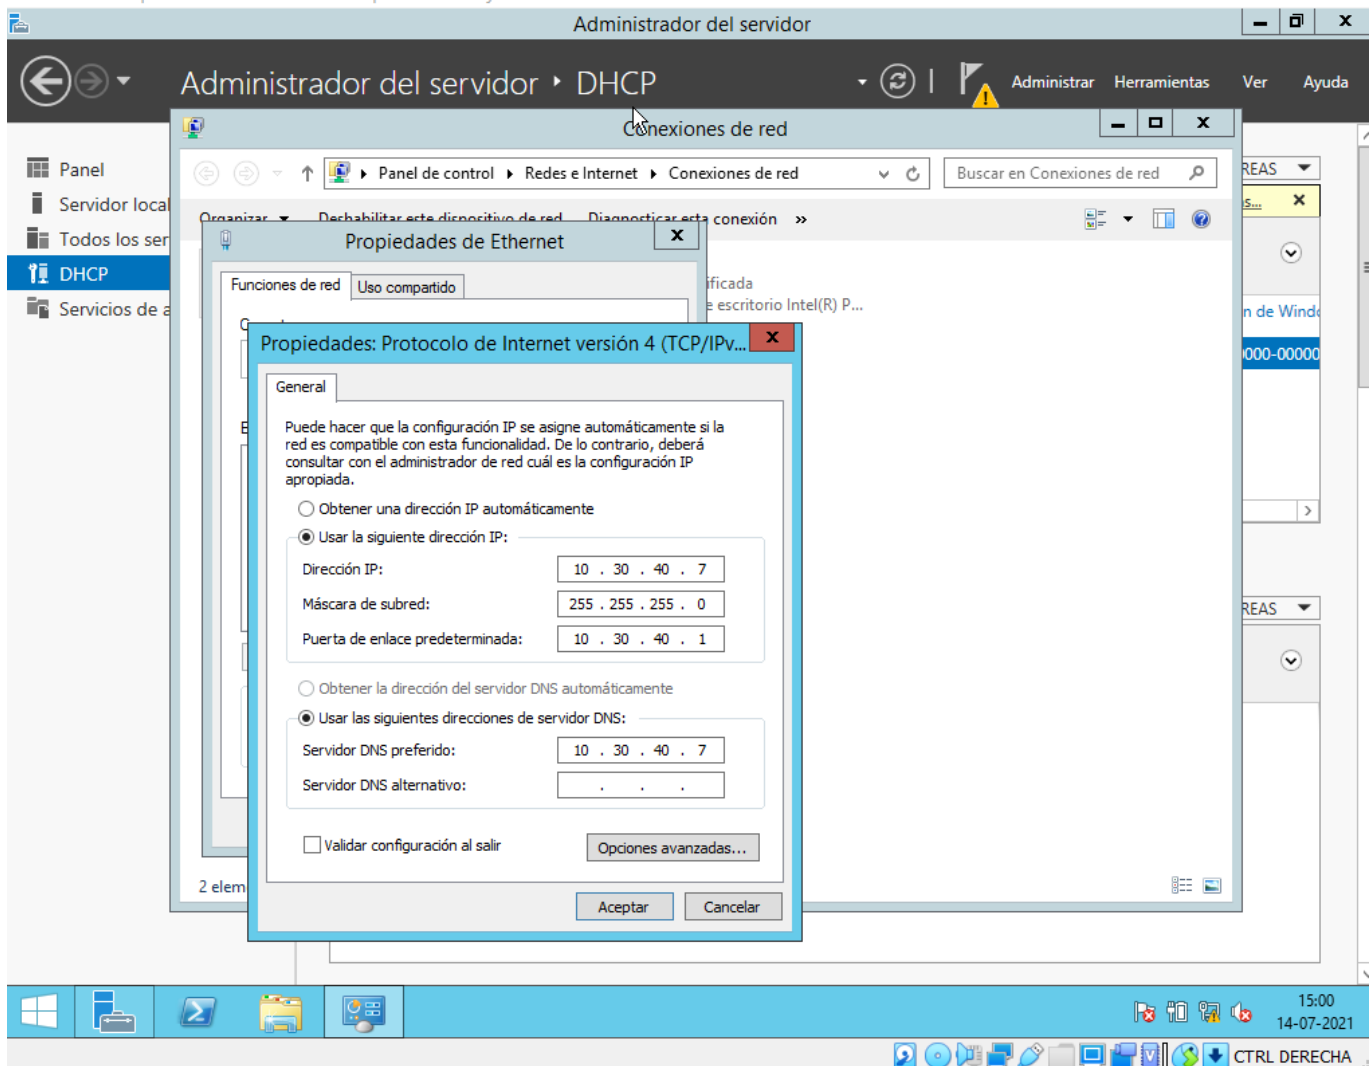 Administrador del servidor
Administrador del servidor ‣ DHCP
Administrar Herramientas Ver Ayuda
Conexiones de red
Panel
Servidor local
Todos los ser
DHCP
Servicios de a
Panel de control ▸ Redes e Internet ▸ Conexiones de red
Buscar en Conexiones de red
Organizar Deshabilitar este dispositivo de red Diagnosticar esta conexión »
REAS
s...
Propiedades de Ethernet
Funciones de red Uso compartido
ificada
e escritorio Intel(R) P...
n de Windo
000-00000
Propiedades: Protocolo de Internet versión 4 (TCP/IPv...
General
Puede hacer que la configuración IP se asigne automáticamente si la
red es compatible con esta funcionalidad. De lo contrario, deberá
consultar con el administrador de red cuál es la configuración IP
apropiada.
Obtener una dirección IP automáticamente
Usar la siguiente dirección IP:
Dirección IP: 10 . 30 . 40 . 7
Máscara de subred: 255 . 255 . 255 . 0
Puerta de enlace predeterminada: 10 . 30 . 40 . 1
Obtener la dirección del servidor DNS automáticamente
Usar las siguientes direcciones de servidor DNS:
Servidor DNS preferido: 10 . 30 . 40 . 7
Servidor DNS alternativo: . . .
Validar configuración al salir
Opciones avanzadas...
Aceptar Cancelar
REAS
2 elem
15:00
14-07-2021
CTRL DERECHA